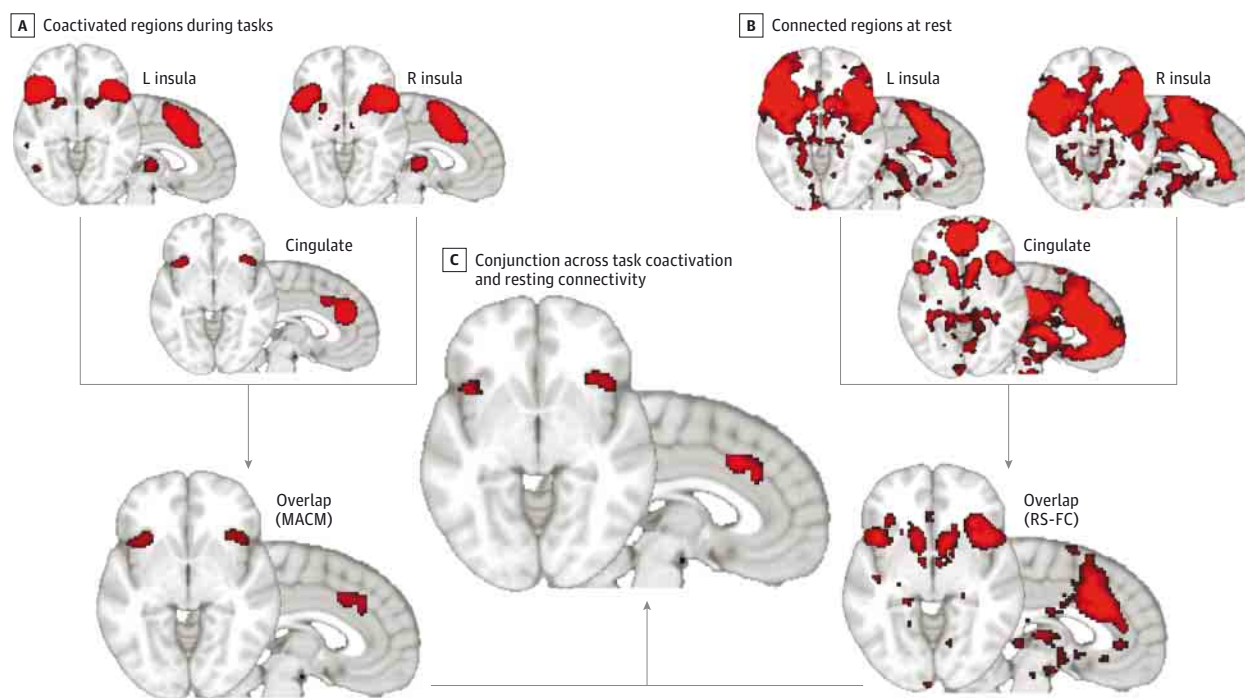 A Coactivated regions during tasks
L insula
R insula
Cingulate
Overlap
(MACM)
B Connected regions at rest
L insula
R insula
Cingulate
Overlap
(RS-FC)
C Conjunction across task coactivation
and resting connectivity